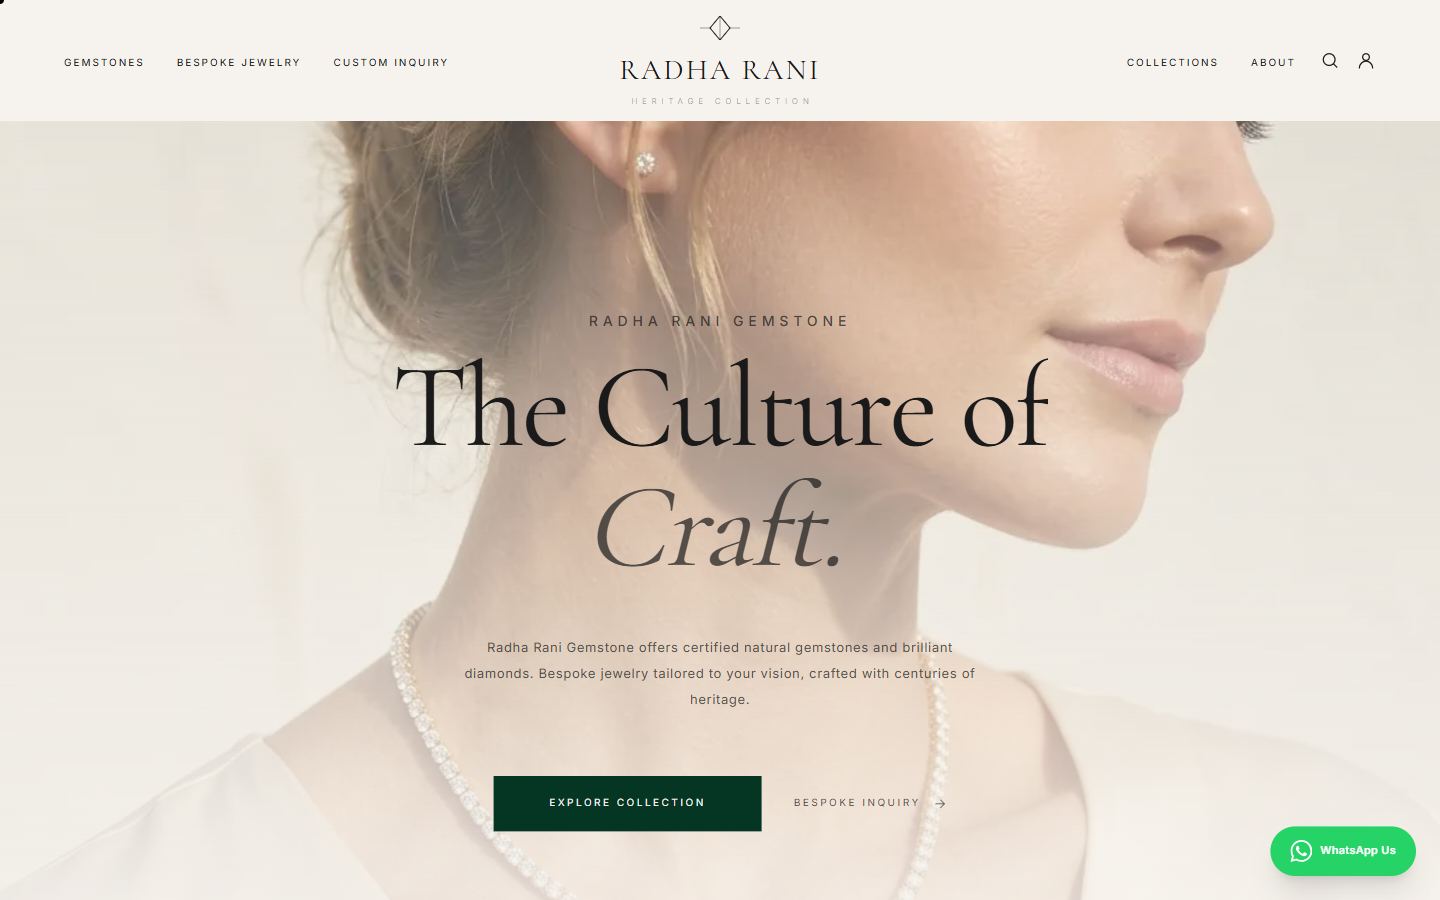 GEMSTONES
BESPOKE JEWELRY
CUSTOM INQUIRY
RADHA RANI
HERITAGE COLLECTION
COLLECTIONS
ABOUT
RADHA RANI GEMSTONE
The Culture of
Craft.
Radha Rani Gemstone offers certified natural gemstones and brilliant
diamonds. Bespoke jewelry tailored to your vision, crafted with centuries of
heritage.
EXPLORE COLLECTION
BESPOKE INQUIRY →
WhatsApp Us